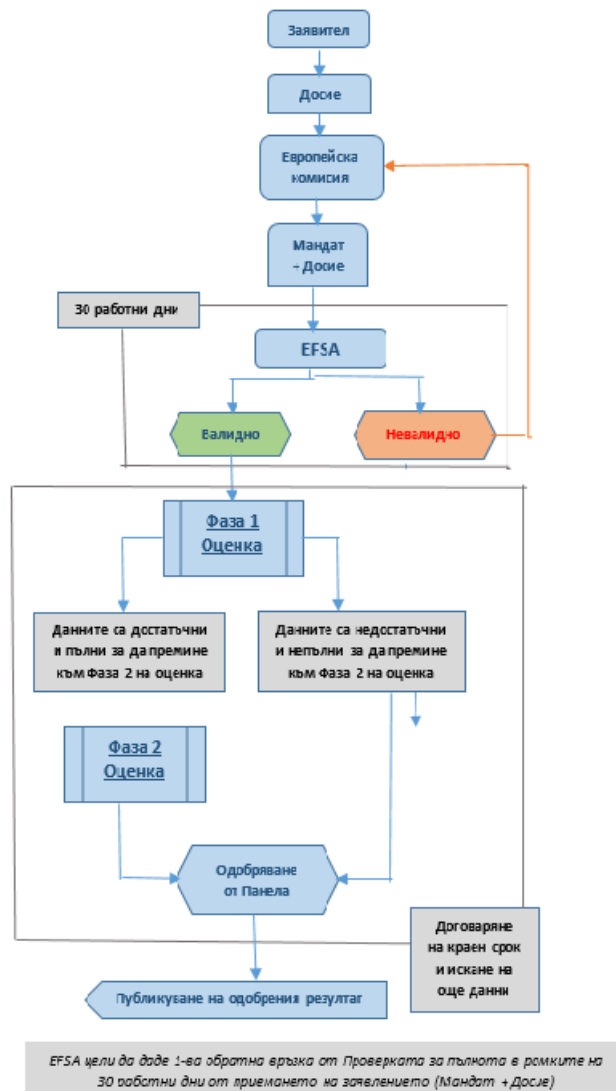 Заявител
Досие
Европейска
комисия
Мандат
+ Досие
30 работни дни
EFSA
Валидно
Невалидно
Фаза 1
Оценка
Данните са достатъчни
и пълни за да премине
към Фаза 2 на оценка
Данните са недостатъчни
и непълни за да премине
към Фаза 2 на оценка
Фаза 2
Оценка
Одобряване
от Панела
Договаряне
на краен срок
и искане на
още данни
Публикуване на одобрения резултат
EFSA цели да даде 1-ва обратна връзка от Проверката за пълнота в рамките на
30 работни дни от приемането на заявлението (Мандат + Досие)